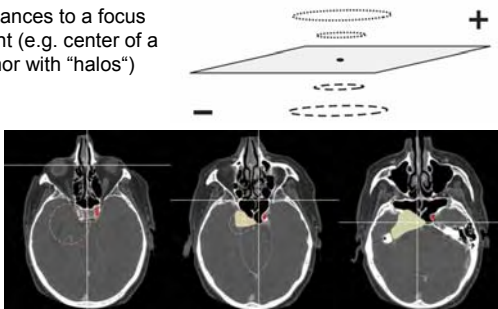 ances to a focus
nt (e.g. center of a
nor with “halos“)
+
−